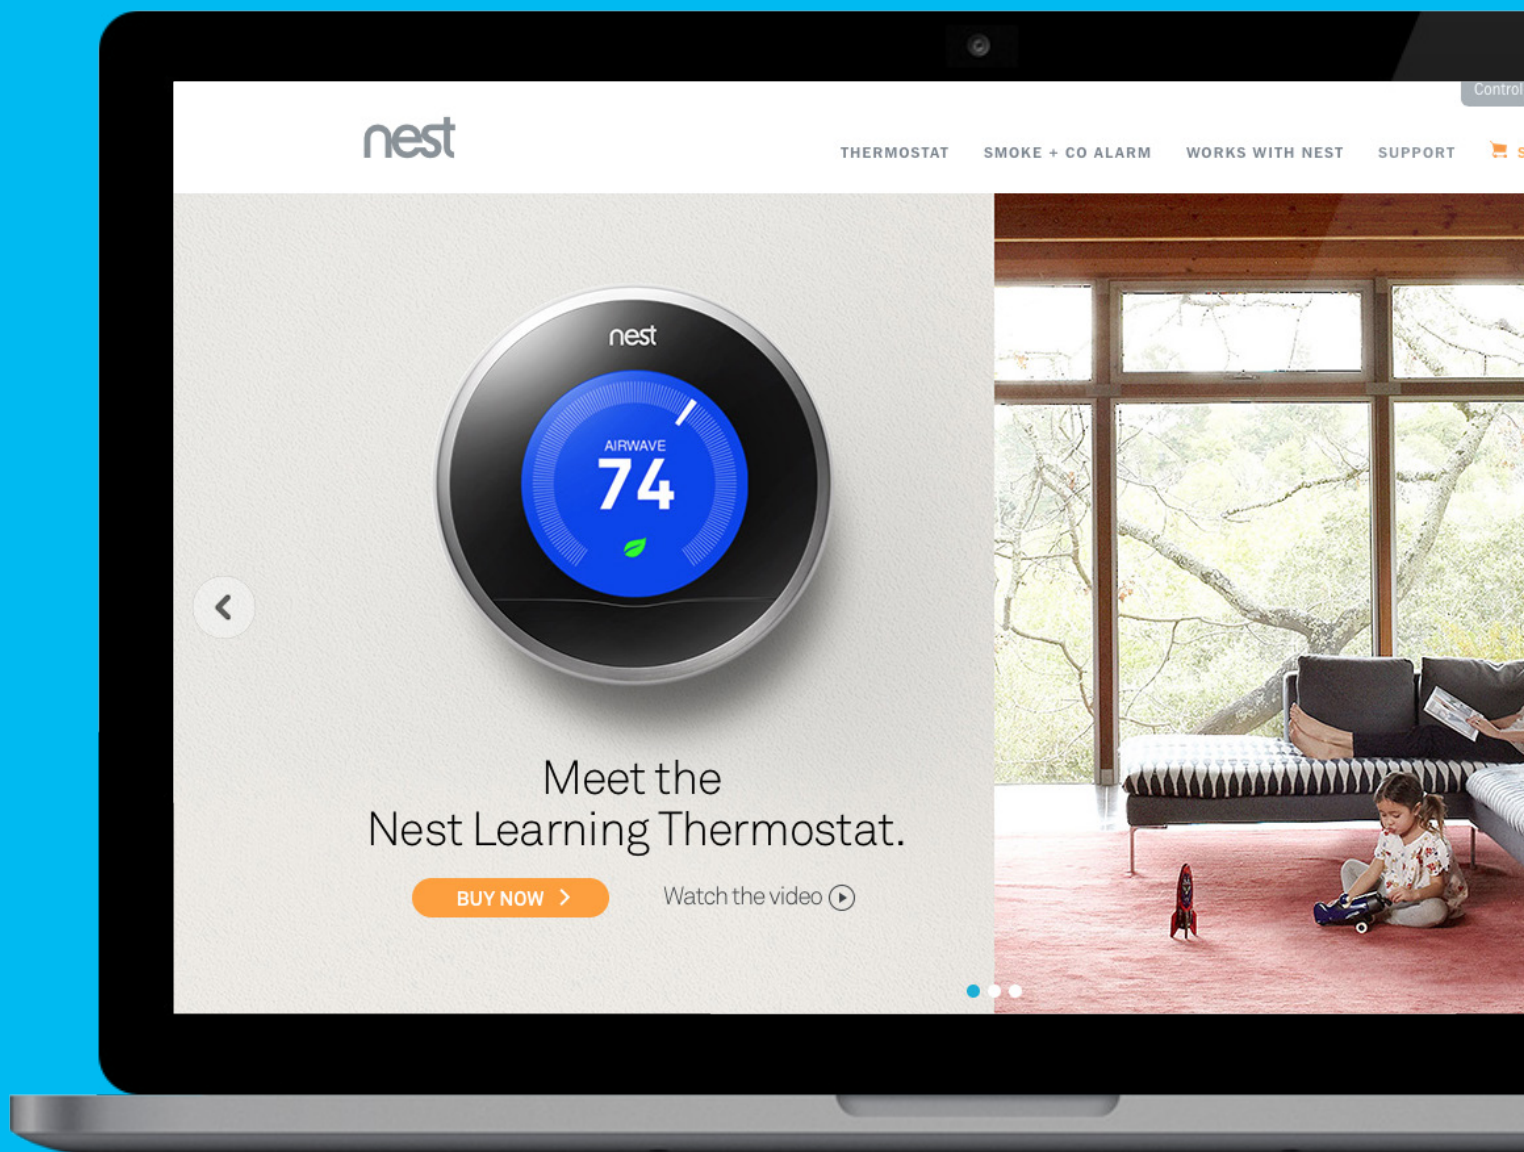 Control
nest
THERMOSTAT SMOKE + CO ALARM WORKS WITH NEST SUPPORT
nest
AIRWAVE
74
Meet the
Nest Learning Thermostat.
BUY NOW
Watch the video